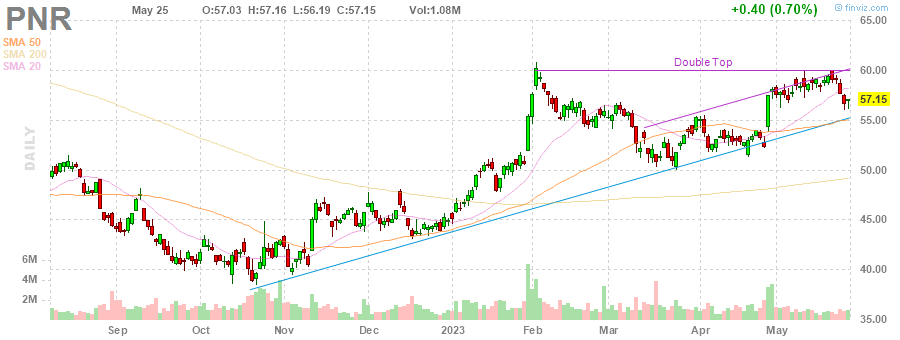 PNR May 25 O:57.03 H:57.16 L:56.19 C:57.15 Vol:1.08M +0.40 (0.70%) © finviz.com
SMA 50
SMA 200
SMA 20
DAILY
Double Top
65.00
60.00
57.15
55.00
50.00
45.00
40.00
35.00
6M
4M
2M
Sep Oct Nov Dec 2023 Feb Mar Apr May